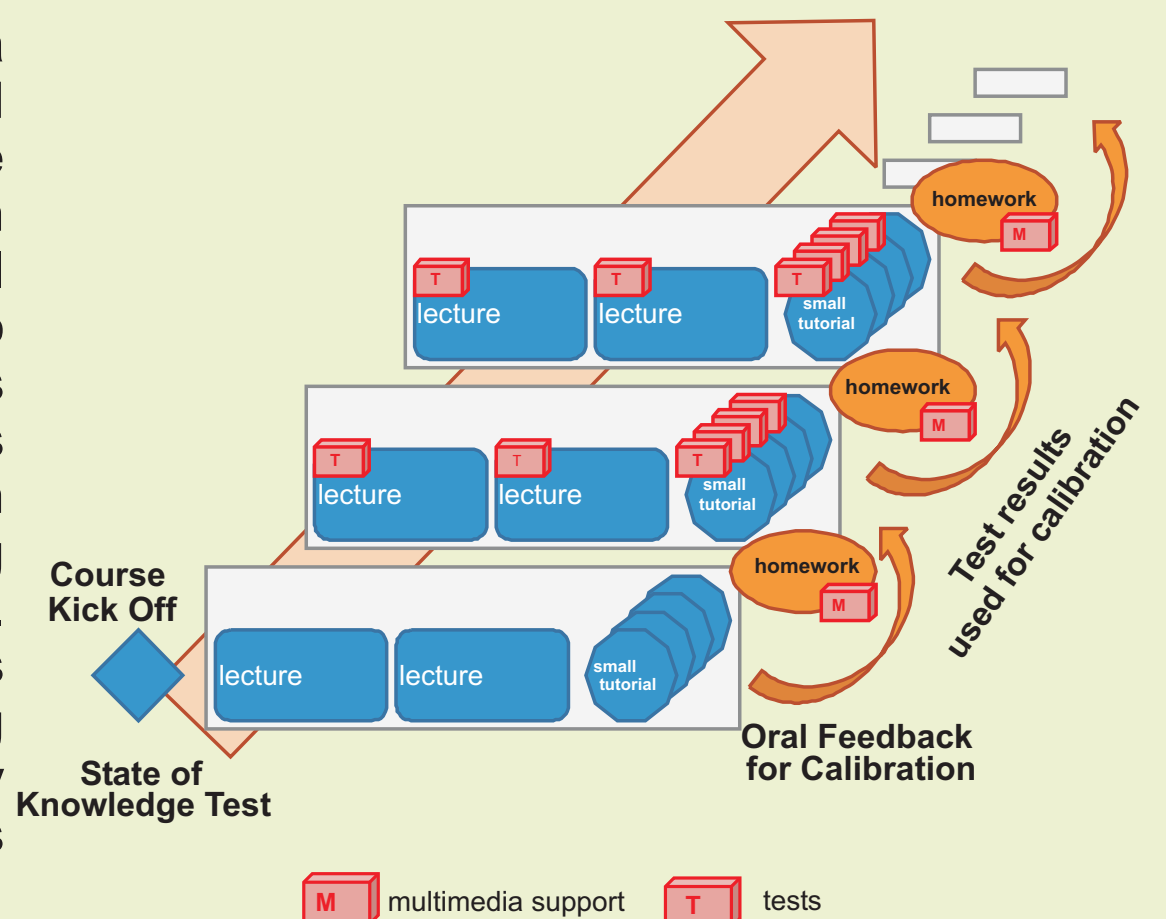 homework
M
T
T
T
lecture
lecture
small
tutorial
homework
M
T
T
T
lecture
lecture
small
tutorial
Test results
used for calibration
Course
Kick Off
homework
M
lecture
lecture
small
tutorial
Oral Feedback
for Calibration
State of
Knowledge Test
M multimedia support
T tests